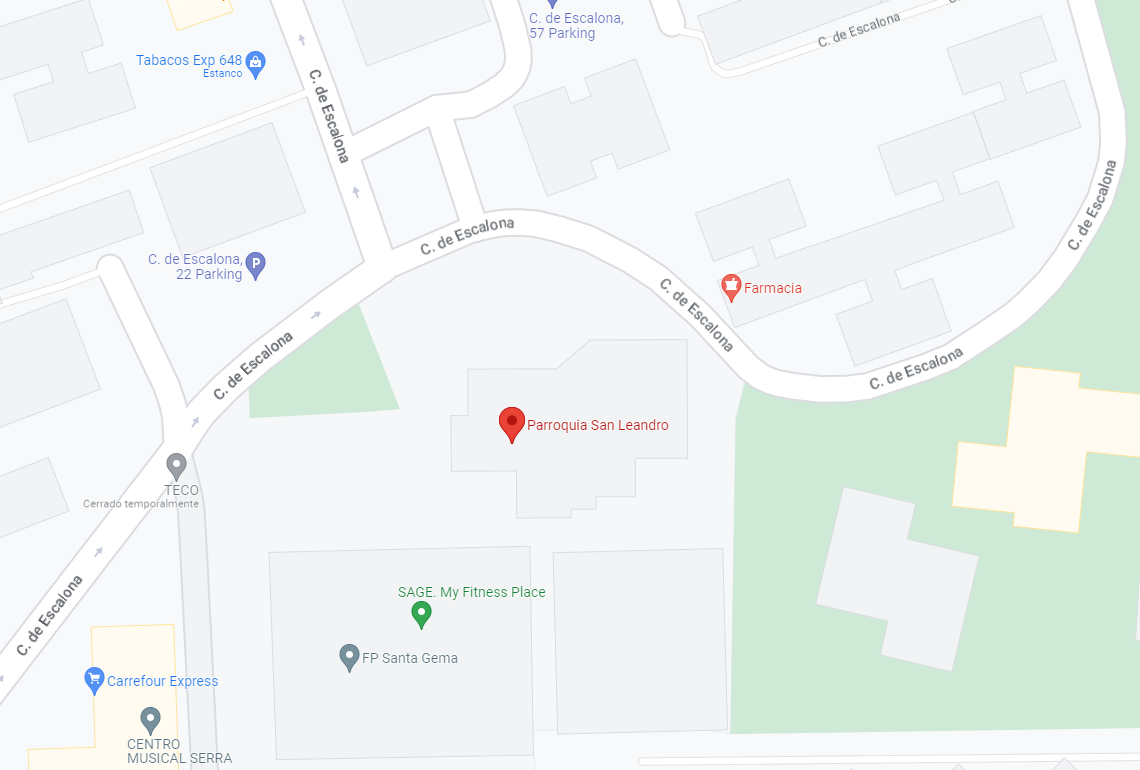 C. de Escalona,
57 Parking
C. de Escalona
Tabacos Exp 648
Estanco
C. de Escalona
C. de Escalona
C. de Escalona
C. de Escalona,
22 Parking
Farmacia
C. de Escalona
C. de Escalona
C. de Escalona
Parroquia San Leandro
TECO
Cerrado temporalmente
SAGE. My Fitness Place
C. de Escalona
FP Santa Gema
Carrefour Express
CENTRO
MUSICAL SERRA